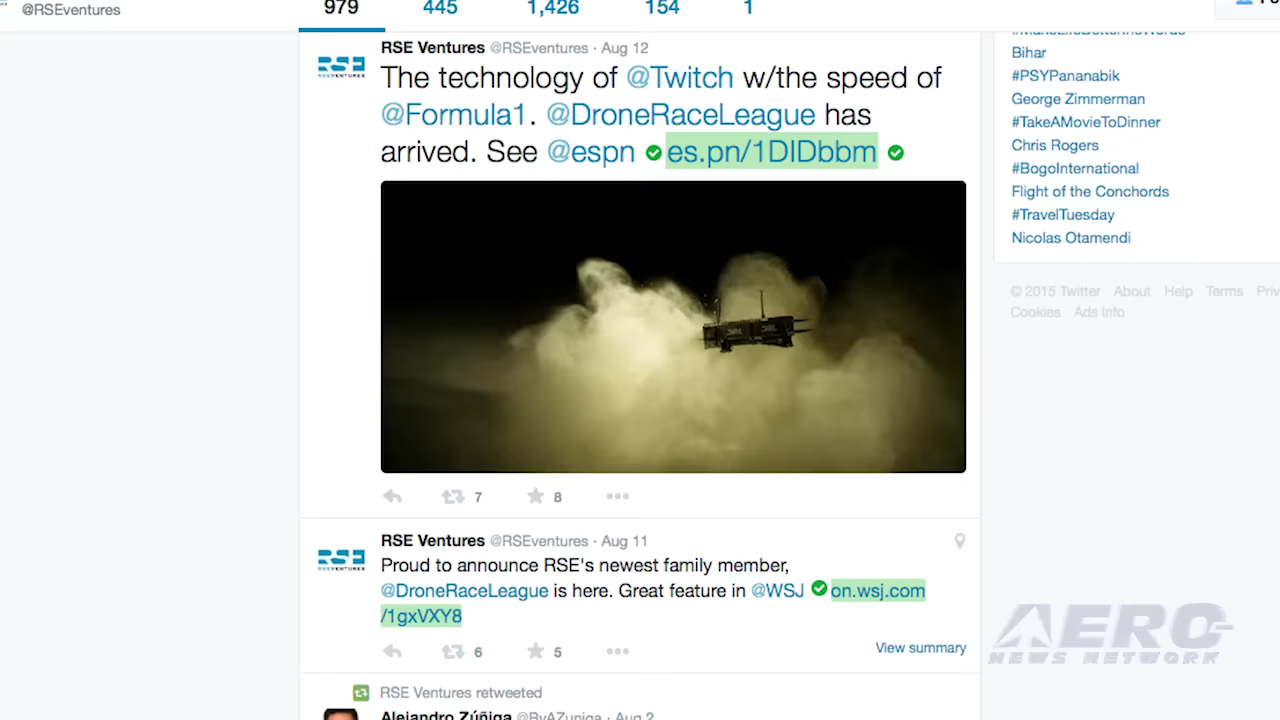 @RSEventures
979 445 1,426 154 1
RSE Ventures @RSEventures · Aug 12
The technology of @Twitch w/the speed of
@Formula1. @DroneRaceLeague has
arrived. See @espn es.pn/1DIDbbm
RSE
RSEVENTURES
7 8
RSE Ventures @RSEventures · Aug 11
Proud to announce RSE's newest family member,
@DroneRaceLeague is here. Great feature in @WSJ on.wsj.com
/1gxVXY8
RSE
RSEVENTURES
6 5
View summary
RSE Ventures retweeted
Alejandro Zúñiga @ByAZuniga · Aug 2
Bihar
#PSYPananabik
George Zimmerman
#TakeAMovieToDinner
Chris Rogers
#BogoInternational
Flight of the Conchords
#TravelTuesday
Nicolas Otamendi
© 2015 Twitter About Help Terms
Cookies Ads info
AERO
NEWS NETWORK